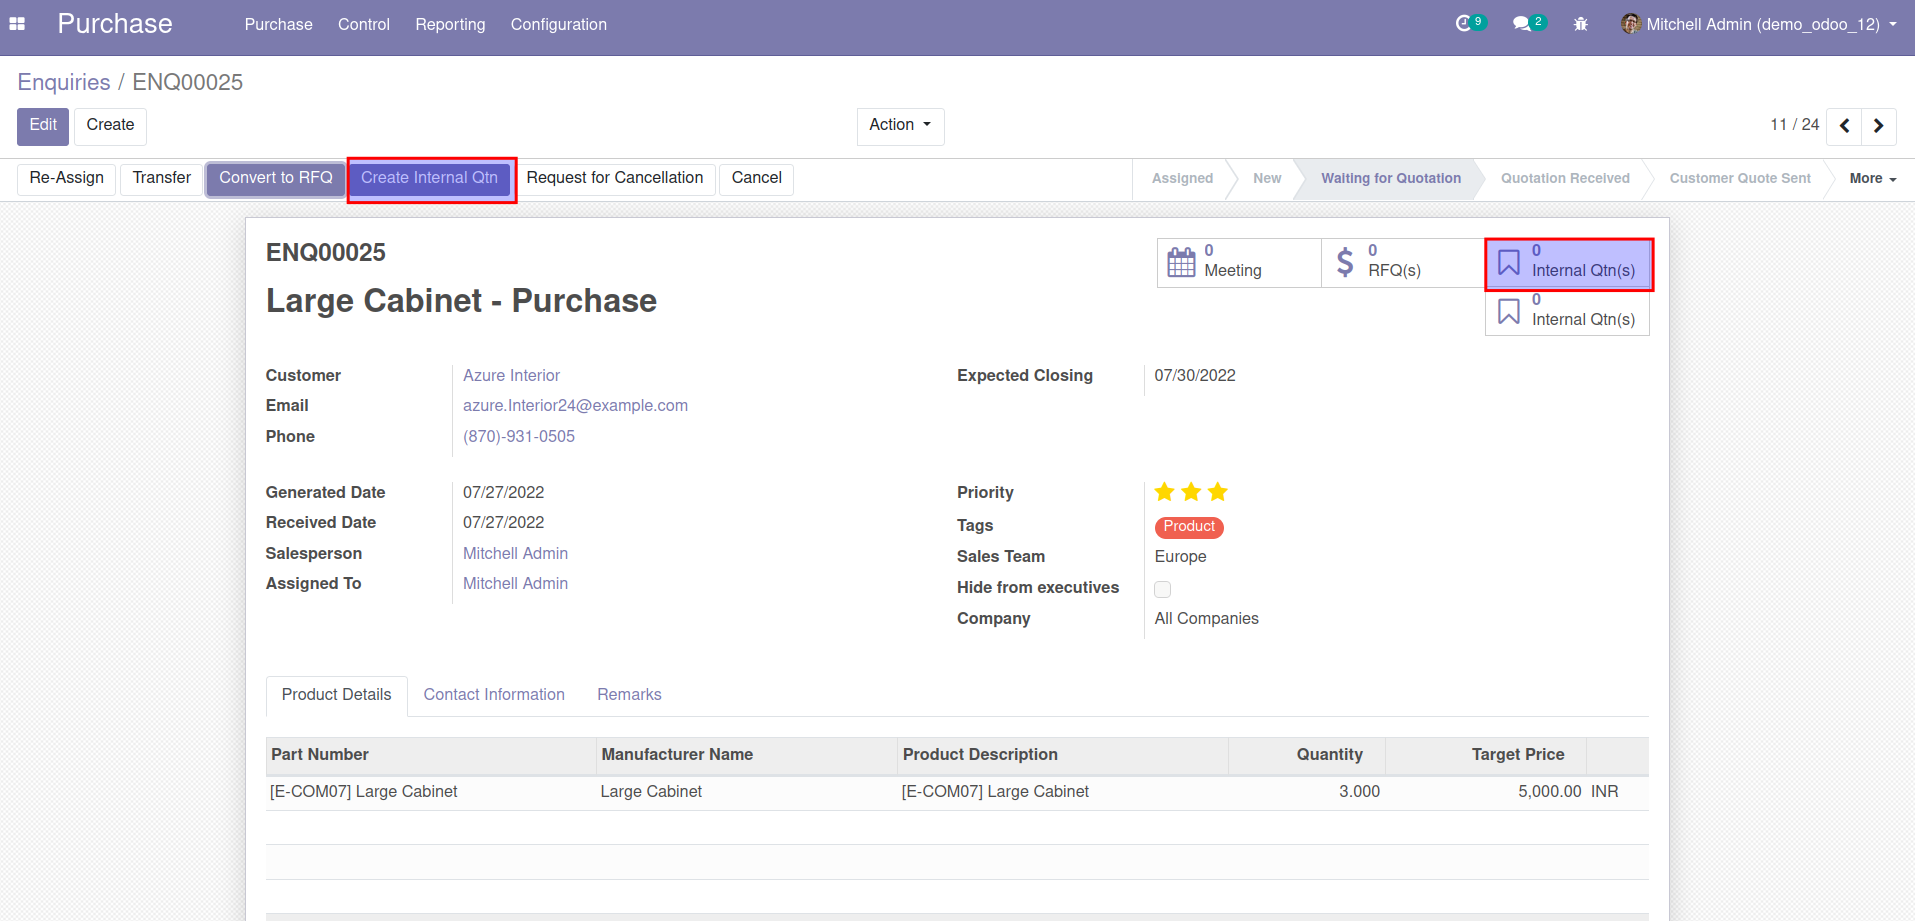 Purchase
Purchase Control Reporting Configuration
9 2 Mitchell Admin (demo_odoo_12)
Enquiries / ENQ00025
Edit Create Action 11 / 24
Re-Assign Transfer Convert to RFQ Create Internal Qtn Request for Cancellation Cancel Assigned New Waiting for Quotation Quotation Received Customer Quote Sent More
ENQ00025
Large Cabinet - Purchase
0
Meeting
0
RFQ(s)
0
Internal Qtn(s)
0
Internal Qtn(s)
Customer Azure Interior
Email azure.Interior24@example.com
Phone (870)-931-0505
Expected Closing 07/30/2022
Generated Date 07/27/2022
Received Date 07/27/2022
Salesperson Mitchell Admin
Assigned To Mitchell Admin
Priority
Tags Product
Sales Team Europe
Hide from executives
Company All Companies
Product Details Contact Information Remarks
Part Number Manufacturer Name Product Description Quantity Target Price
[E-COM07] Large Cabinet Large Cabinet [E-COM07] Large Cabinet 3.000 5,000.00 INR